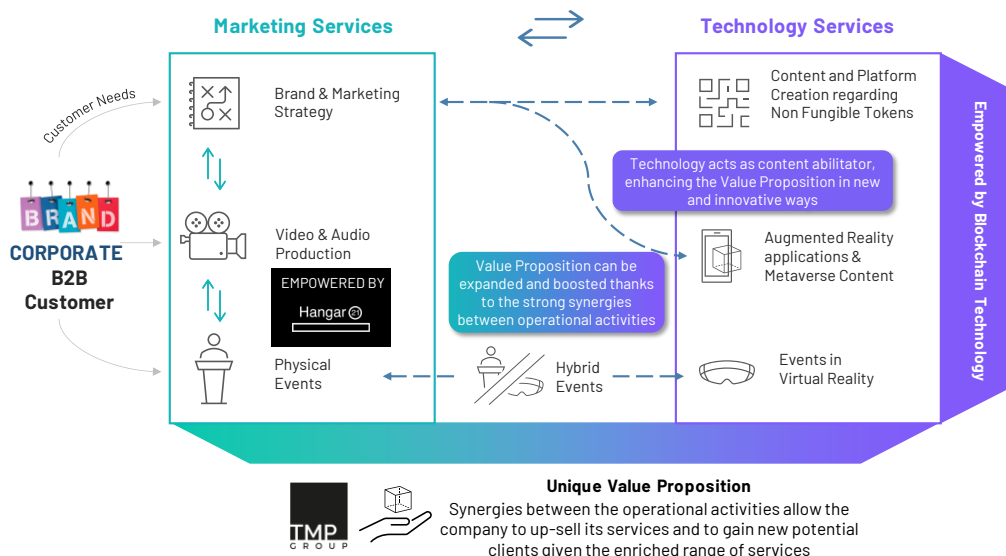 Marketing Services
Technology Services
Customer Needs
Brand & Marketing
Strategy
Content and Platform
Creation regarding
Non Fungible Tokens
Technology acts as content abilitator,
enhancing the Value Proposition in new
and innovative ways
BRAND
CORPORATE
B2B
Customer
Video & Audio
Production
EMPOWERED BY
Hangar 21
Value Proposition can be
expanded and boosted thanks
to the strong synergies
between operational activities
Augmented Reality
applications &
Metaverse Content
Physical
Events
Hybrid
Events
Events in
Virtual Reality
Empowered by Blockchain Technology
TMP
GROUP
Unique Value Proposition
Synergies between the operational activities allow the
company to up-sell its services and to gain new potential
clients given the enriched range of services